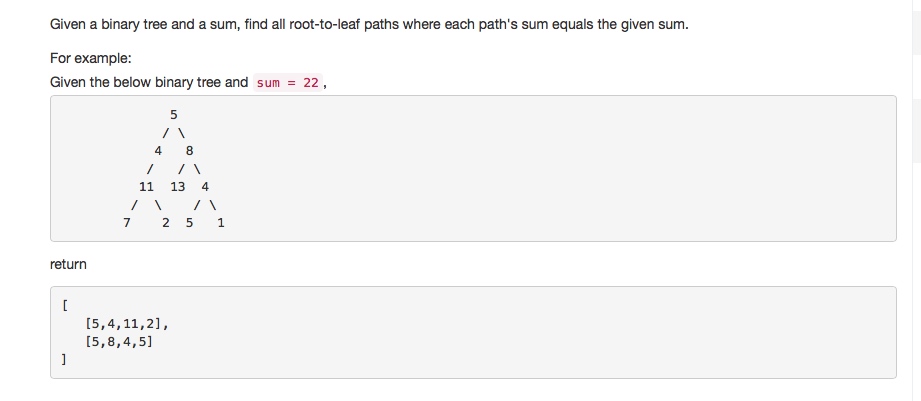 Given a binary tree and a sum, find all root-to-leaf paths where each path's sum equals the given sum.
For example:
Given the below binary tree and sum = 22 ,
5
/ \
4 8
/ / \
11 13 4
/ \ / \
7 2 5 1
return
[
[5,4,11,2],
[5,8,4,5]
]